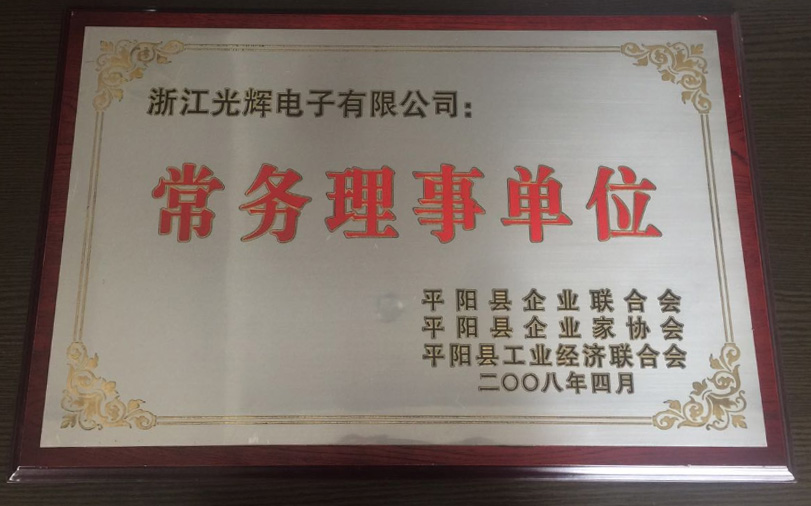 浙江光辉电子有限公司:
常务理事单位
平阳县企业联合会
平阳县企业家协会
平阳县工业经济联合会
二〇〇八年四月